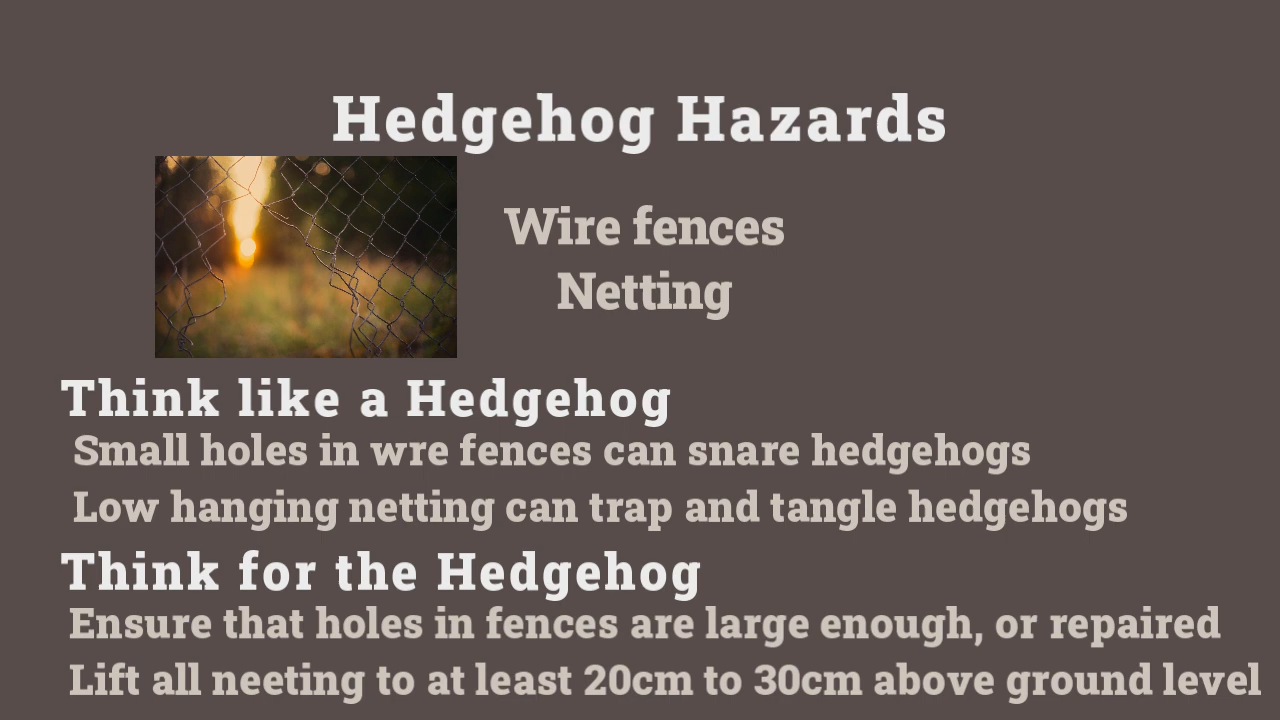 Hedgehog Hazards
Wire fences
Netting
Think like a Hedgehog
Small holes in wre fences can snare hedgehogs
Low hanging netting can trap and tangle hedgehogs
Think for the Hedgehog
Ensure that holes in fences are large enough, or repaired
Lift all neeting to at least 20cm to 30cm above ground level